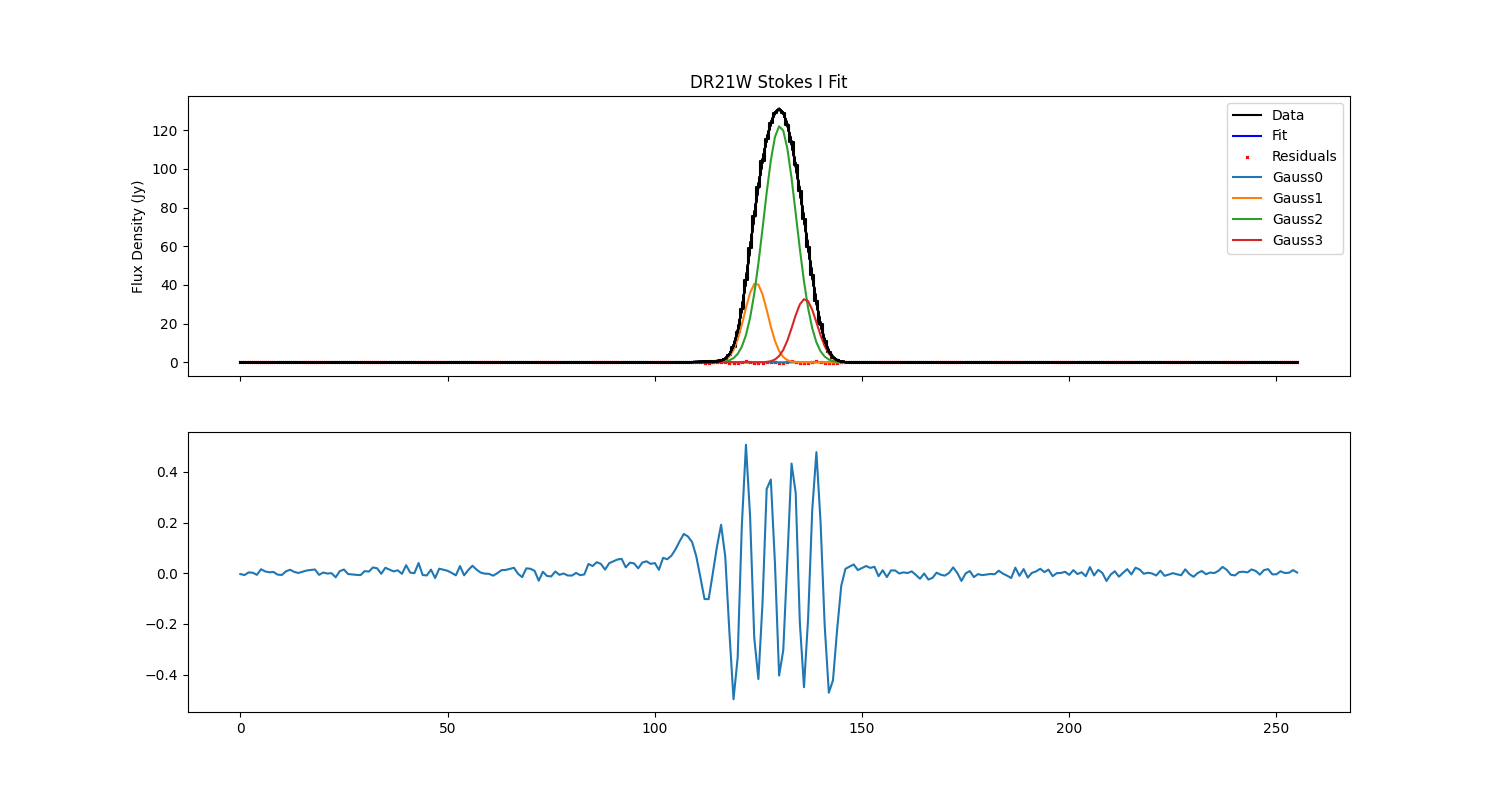 DR21W Stokes I Fit
Flux Density (Jy)
120
100
80
60
40
20
0
Data
Fit
Residuals
Gauss0
Gauss1
Gauss2
Gauss3
0.4
0.2
0.0
−0.2
−0.4
0 50 100 150 200 250